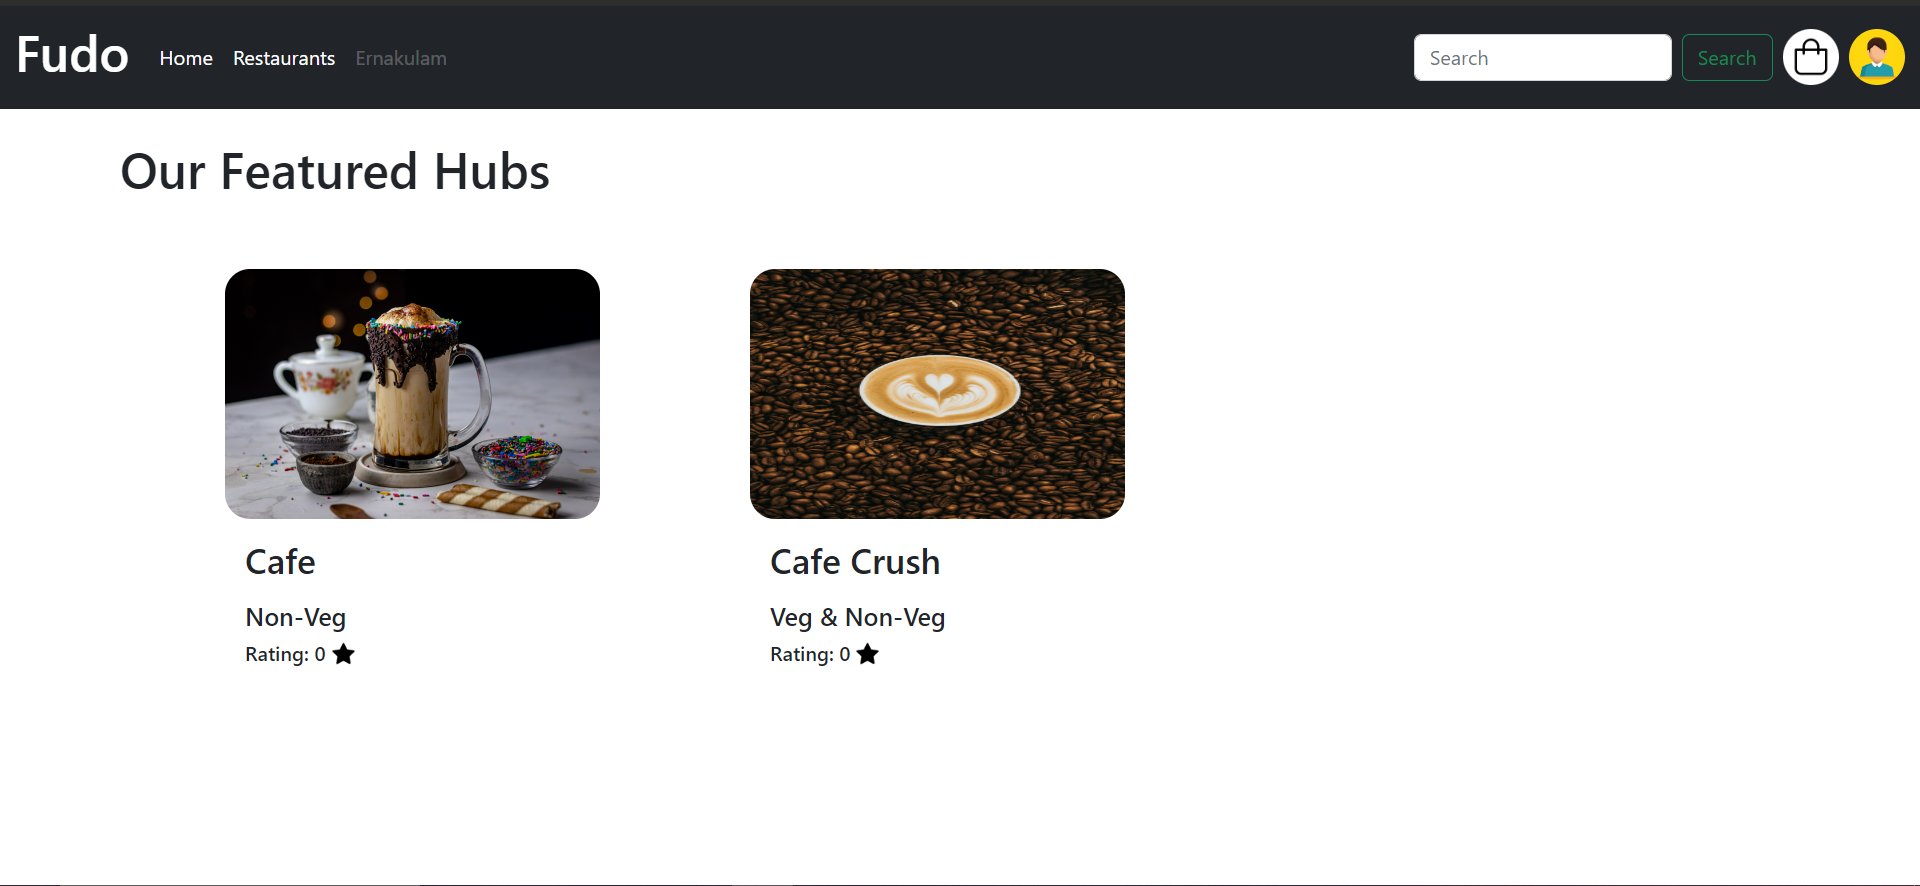 Fudo Home Restaurants Ernakulam Search Search
Our Featured Hubs
Cafe
Non-Veg
Rating: 0
Cafe Crush
Veg & Non-Veg
Rating: 0